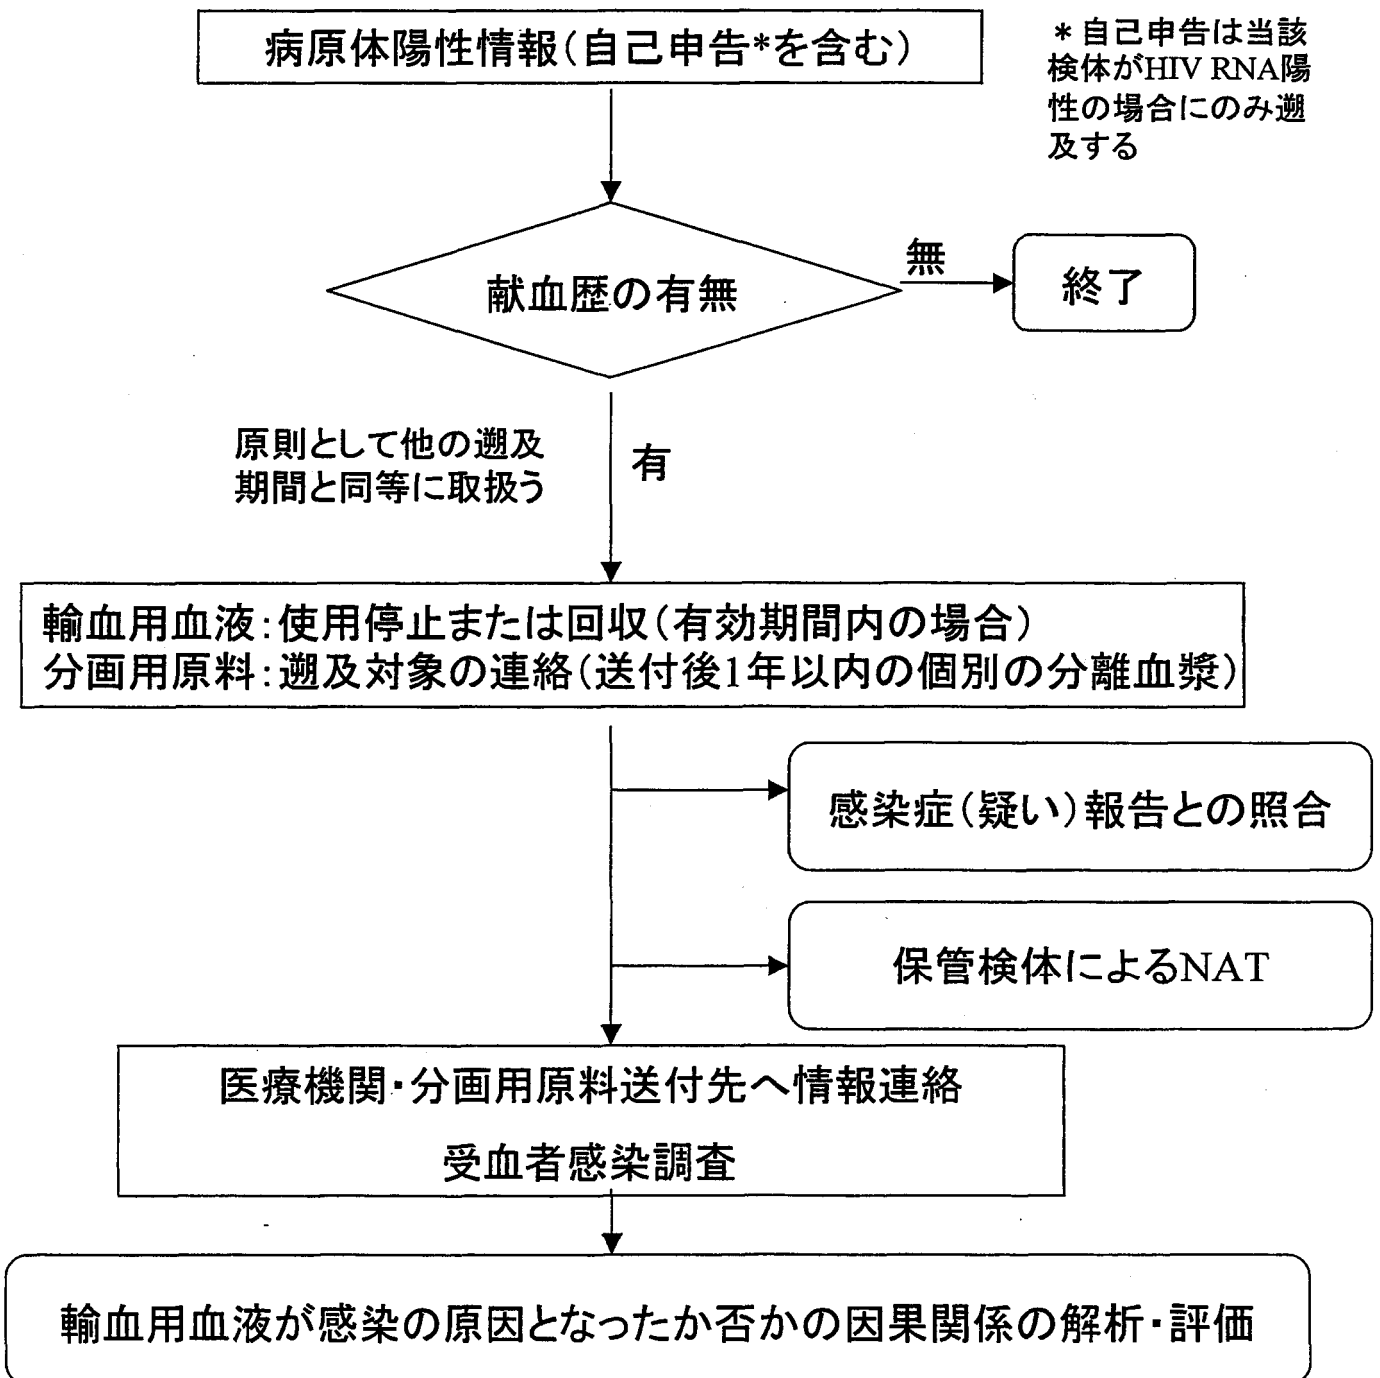 病原体陽性情報(自己申告*を含む)
*自己申告は当該
検体がHIV RNA陽
性の場合にのみ遡
及する
献血歴の有無
無
終了
原則として他の遡及
期間と同等に取扱う
有
輸血用血液:使用停止または回収(有効期間内の場合)
分画用原料:遡及対象の連絡(送付後1年以内の個別の分離血漿)
感染症(疑い)報告との照合
保管検体によるNAT
医療機関・分画用原料送付先へ情報連絡
受血者感染調査
輸血用血液が感染の原因となったか否かの因果関係の解析・評価